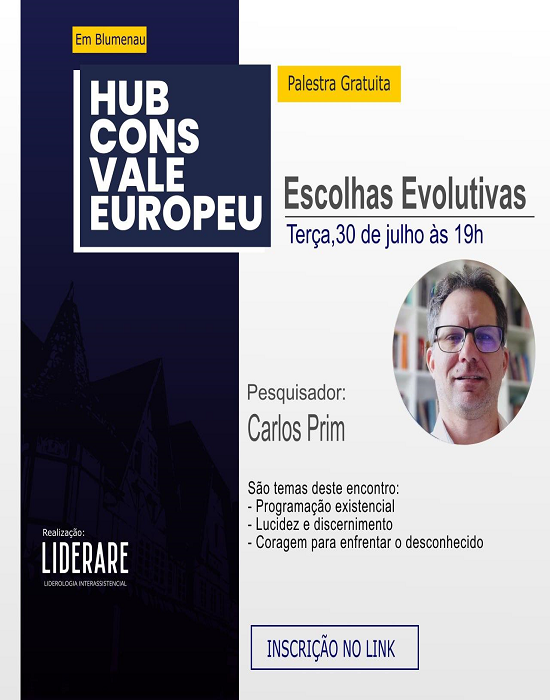 Em Blumenau
HUB
CONS
VALE
EUROPEU
Palestra Gratuita
Escolhas Evolutivas
Terça,30 de julho às 19h
Pesquisador:
Carlos Prim
São temas deste encontro:
- Programação existencial
- Lucidez e discernimento
- Coragem para enfrentar o desconhecido
Realização:
LIDERARE
LIDEROLOGIA INTERASSISTENCIAL
INSCRIÇÃO NO LINK